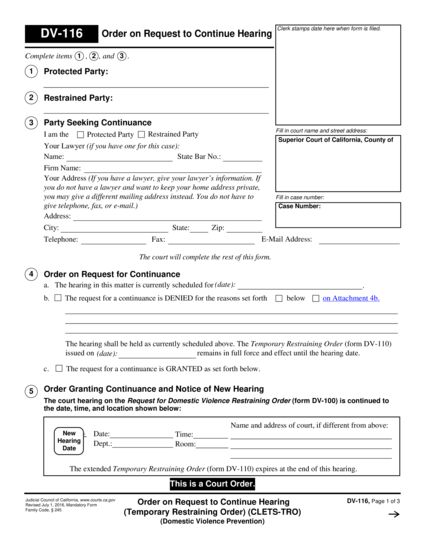 DV-116
Order on Request to Continue Hearing
Clerk stamps date here when form is filed.
Complete items 1, 2, and 3.
1 Protected Party:
2 Restrained Party:
3 Party Seeking Continuance
I am the Protected Party Restrained Party
Your Lawyer (if you have one for this case):
Name: State Bar No.:
Firm Name:
Your Address (If you have a lawyer, give your lawyer's information. If
you do not have a lawyer and want to keep your home address private,
you may give a different mailing address instead. You do not have to
give telephone, fax, or e-mail.)
Address:
City: State: Zip:
Telephone: Fax: E-Mail Address:
Fill in court name and street address:
Superior Court of California, County of
Fill in case number:
Case Number:
The court will complete the rest of this form.
4 Order on Request for Continuance
a. The hearing in this matter is currently scheduled for (date): .
b. The request for a continuance is DENIED for the reasons set forth below on Attachment 4b.
The hearing shall be held as currently scheduled above. The Temporary Restraining Order (form DV-110)
issued on (date): remains in full force and effect until the hearing date.
c. The request for a continuance is GRANTED as set forth below.
5 Order Granting Continuance and Notice of New Hearing
The court hearing on the Request for Domestic Violence Restraining Order (form DV-100) is continued to
the date, time, and location shown below:
Name and address of court, if different from above:
New
Hearing
Date
Date: Time:
Dept.: Room:
The extended Temporary Restraining Order (form DV-110) expires at the end of this hearing.
This is a Court Order.
Judicial Council of California, www.courts.ca.gov
Revised July 1, 2016, Mandatory Form
Family Code, § 245
Order on Request to Continue Hearing
(Temporary Restraining Order) (CLETS-TRO)
(Domestic Violence Prevention)
DV-116, Page 1 of 3